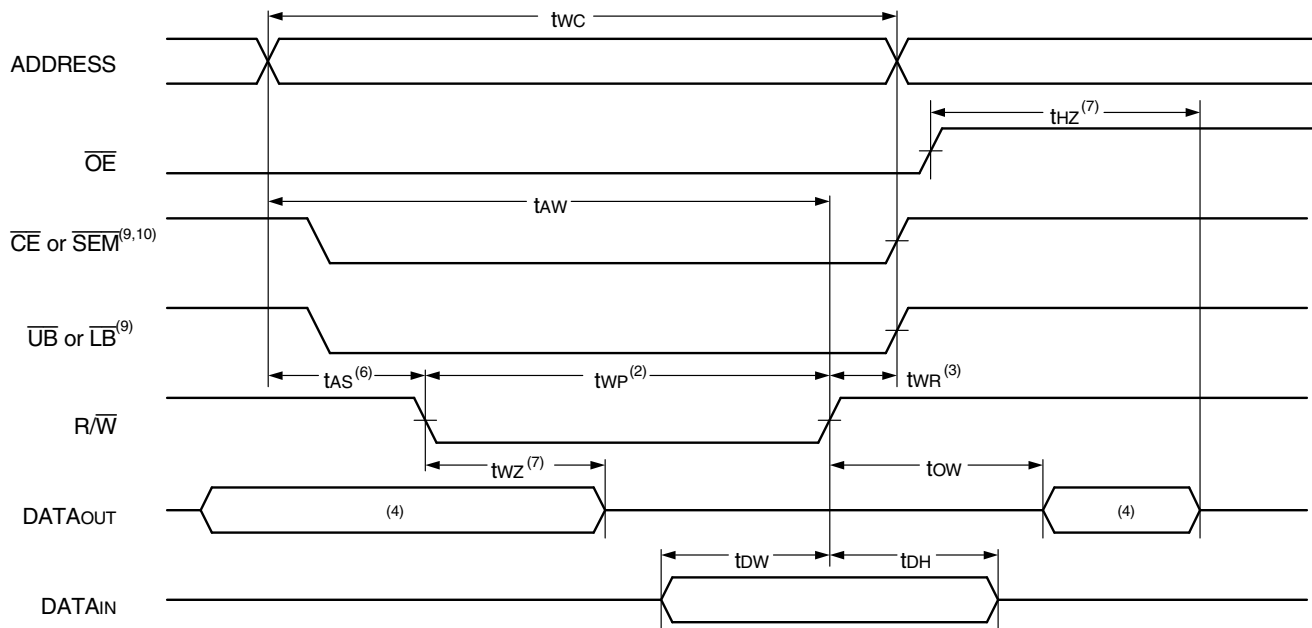 tWC
ADDRESS
tHZ(7)
OE
tAW
CE or SEM(9,10)
UB or LB(9)
tAS(6) tWP(2) tWR(3)
R/W
tWZ(7) tOW
DATAOUT (4) (4)
tDW tDH
DATAIN